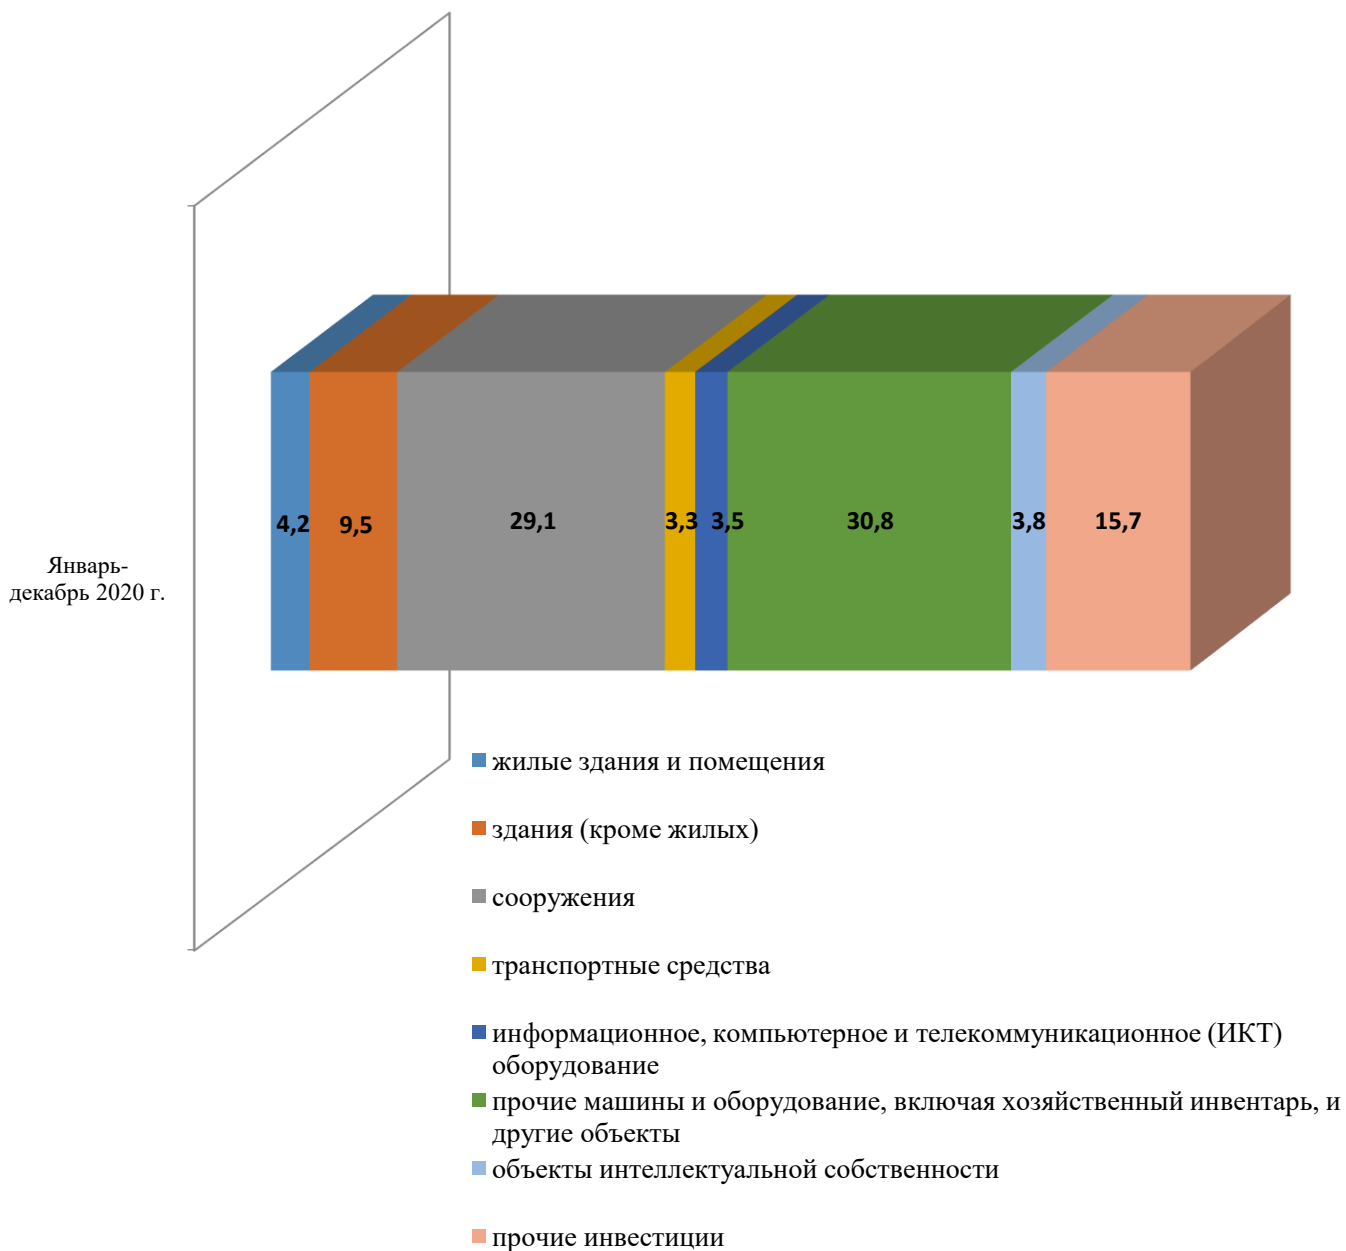 4,2 9,5 29,1 3,3 3,5 30,8 3,8 15,7
Январь-
декабрь 2020 г.
жилые здания и помещения
здания (кроме жилых)
сооружения
транспортные средства
информационное, компьютерное и телекоммуникационное (ИКТ)
оборудование
прочие машины и оборудование, включая хозяйственный инвентарь, и
другие объекты
объекты интеллектуальной собственности
прочие инвестиции